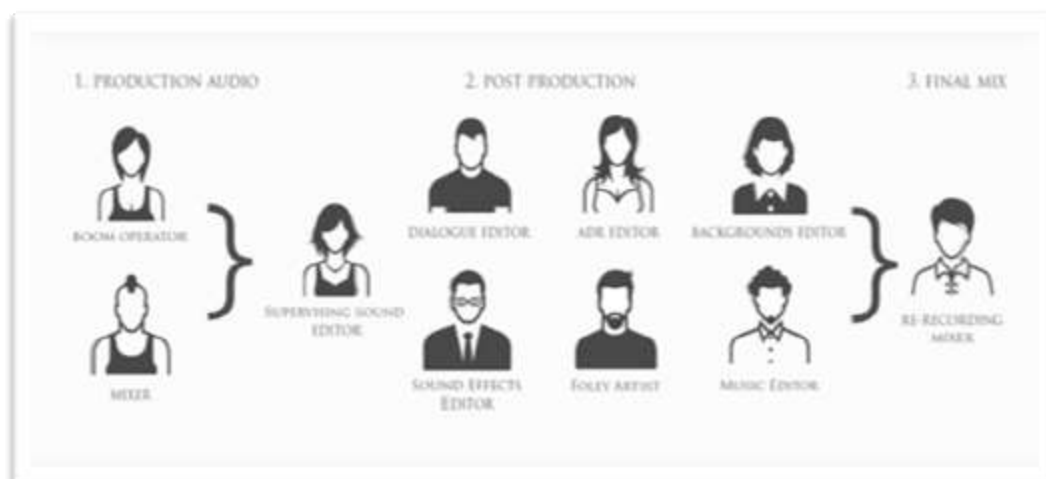 1. PRODUCTION AUDIO
2. POST PRODUCTION
3. FINAL MIX
BOOM OPERATOR
DIALOGUE EDITOR
ADR EDITOR
BACKGROUNDS EDITOR
SUPERVISING SOUND
EDITOR
RE-RECORDING
MIXER
MIXER
SOUND EFFECTS
EDITOR
FOLEY ARTIST
MUSIC EDITOR